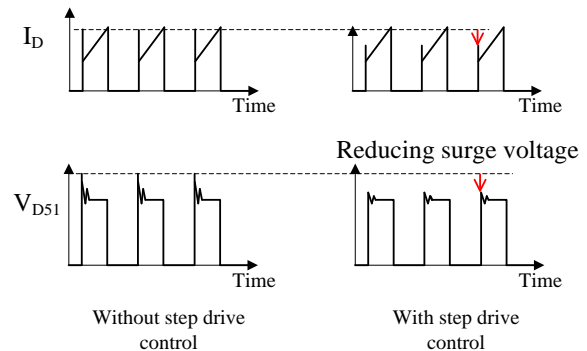 I_D
Time
Time
Reducing surge voltage
V_D51
Time
Time
Without step drive
control
With step drive
control